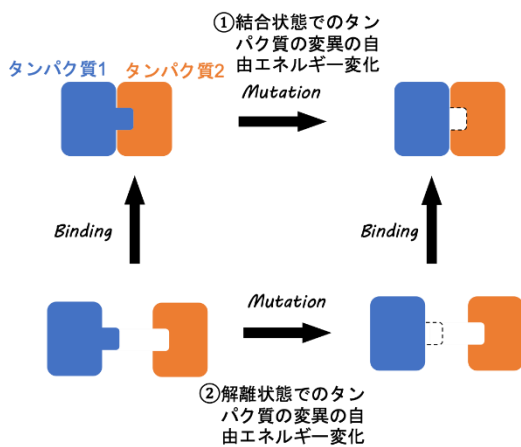 ①結合状態でのタン
パク質の変異の自
由エネルギー変化
タンパク質1 タンパク質2
Mutation
Binding
Binding
Mutation
②解離状態でのタン
パク質の変異の自
由エネルギー変化